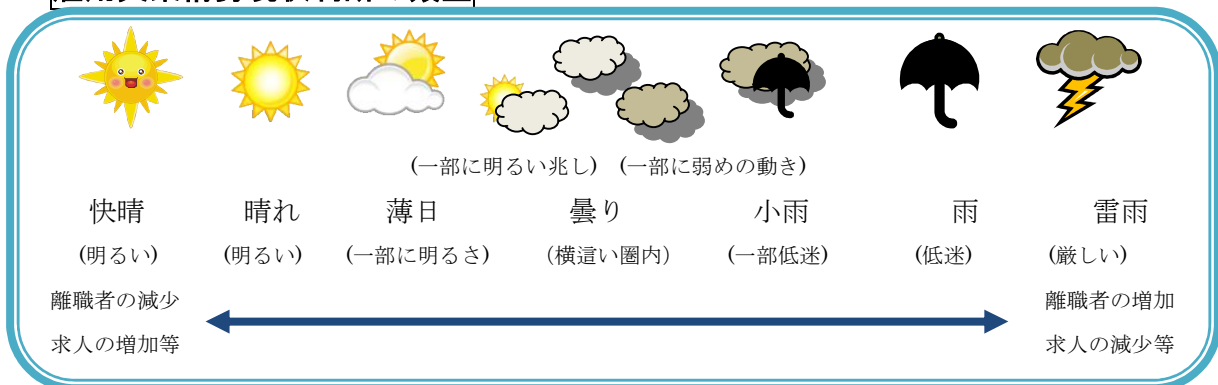 (一部に明るい兆し) (一部に弱めの動き)
快晴 晴れ 薄日 曇り 小雨 雨 雷雨
(明るい) (明るい) (一部に明るさ) (横這い圏内) (一部低迷) (低迷) (厳しい)
離職者の減少 離職者の増加
求人の増加等 求人の減少等